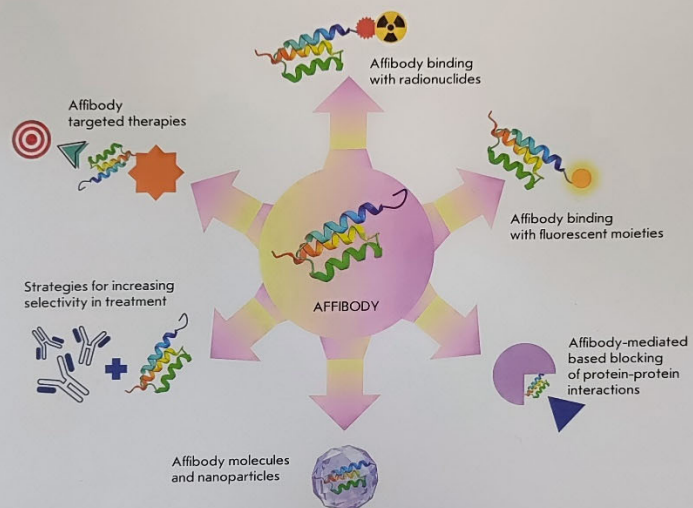 Affibody binding
with radionuclides
Affibody
targeted therapies
Affibody binding
with fluorescent moieties
Strategies for increasing
selectivity in treatment
AFFIBODY
Affibody-mediated
based blocking
of protein-protein
interactions
Affibody molecules
and nanoparticles